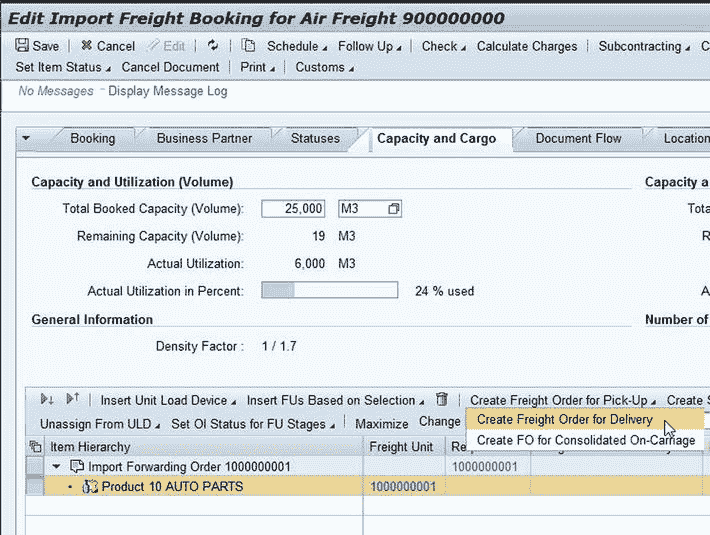 Edit Import Freight Booking for Air Freight 900000000
Save Cancel Edit Schedule Follow Up Check Calculate Charges Subcontracting
Set Item Status Cancel Document Print Customs
No Messages - Display Message Log
Booking Business Partner Statuses Capacity and Cargo Document Flow Location
Capacity and Utilization (Volume) Capacity a
Total Booked Capacity (Volume): 25,000 M3 Tota
Remaining Capacity (Volume): 19 M3 R
Actual Utilization: 6,000 M3
Actual Utilization in Percent: 24 % used A
General Information Number of
Density Factor : 1 / 1.7
Insert Unit Load Device Insert FUs Based on Selection Create Freight Order for Pick-Up Create S
Unassign From ULD Set OI Status for FU Stages Maximize Change Create Freight Order for Delivery
Create FO for Consolidated On-Carriage
Item Hierarchy Freight Unit
Import Forwarding Order 1000000001 1000000001
Product 10 AUTO PARTS 1000000001